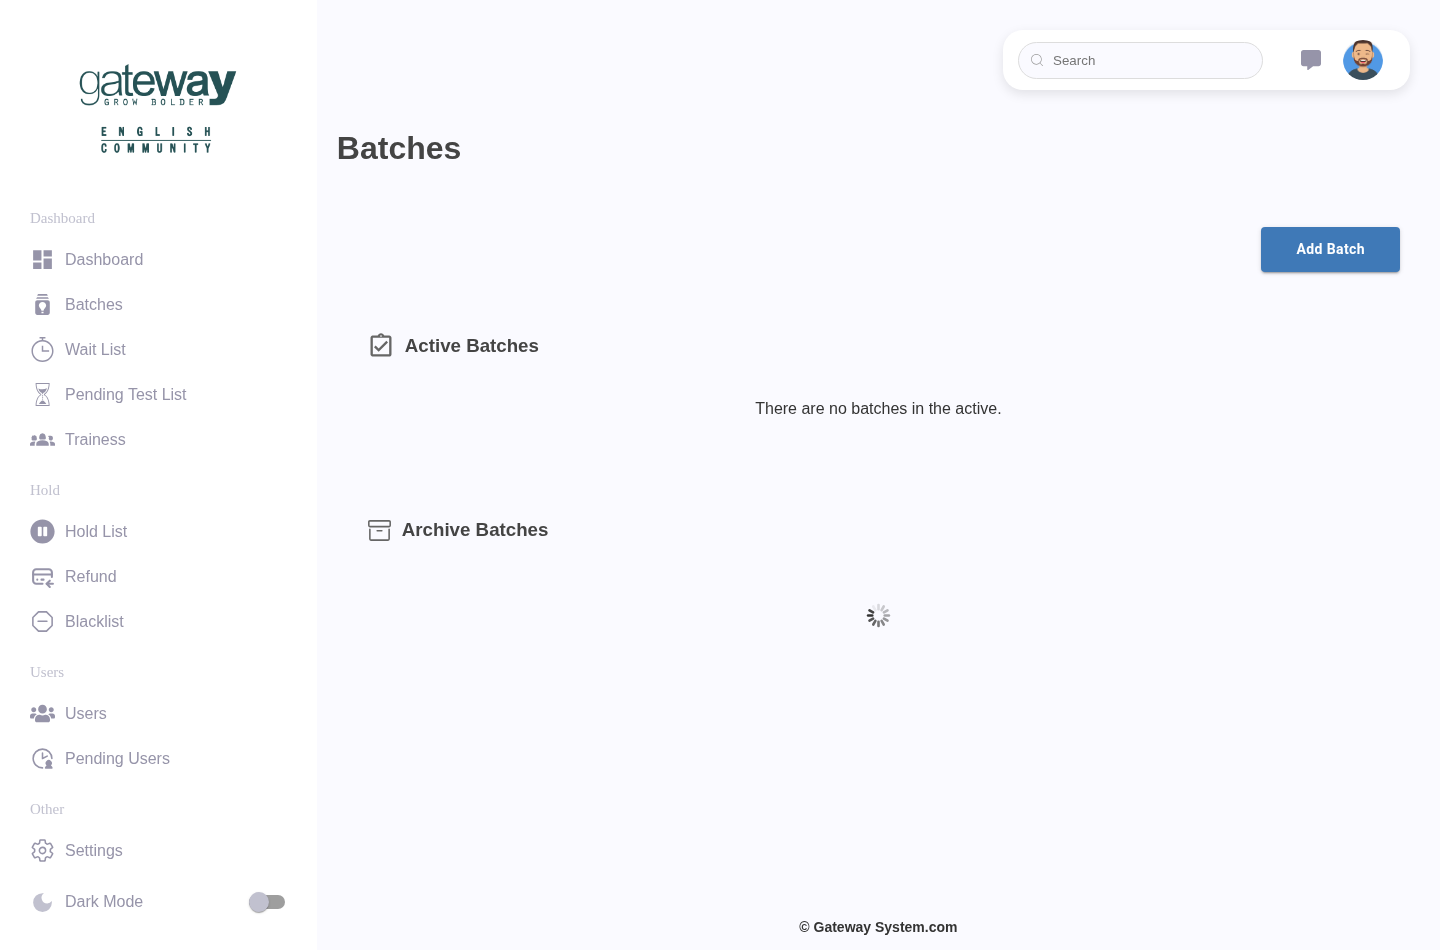 gateway
GROW BOLDER
ENGLISH
COMMUNITY
Search
Batches
Dashboard
Dashboard
Batches
Wait List
Pending Test List
Trainess
Hold
Hold List
Refund
Blacklist
Users
Users
Pending Users
Other
Settings
Dark Mode
Add Batch
Active Batches
There are no batches in the active.
Archive Batches
© Gateway System.com